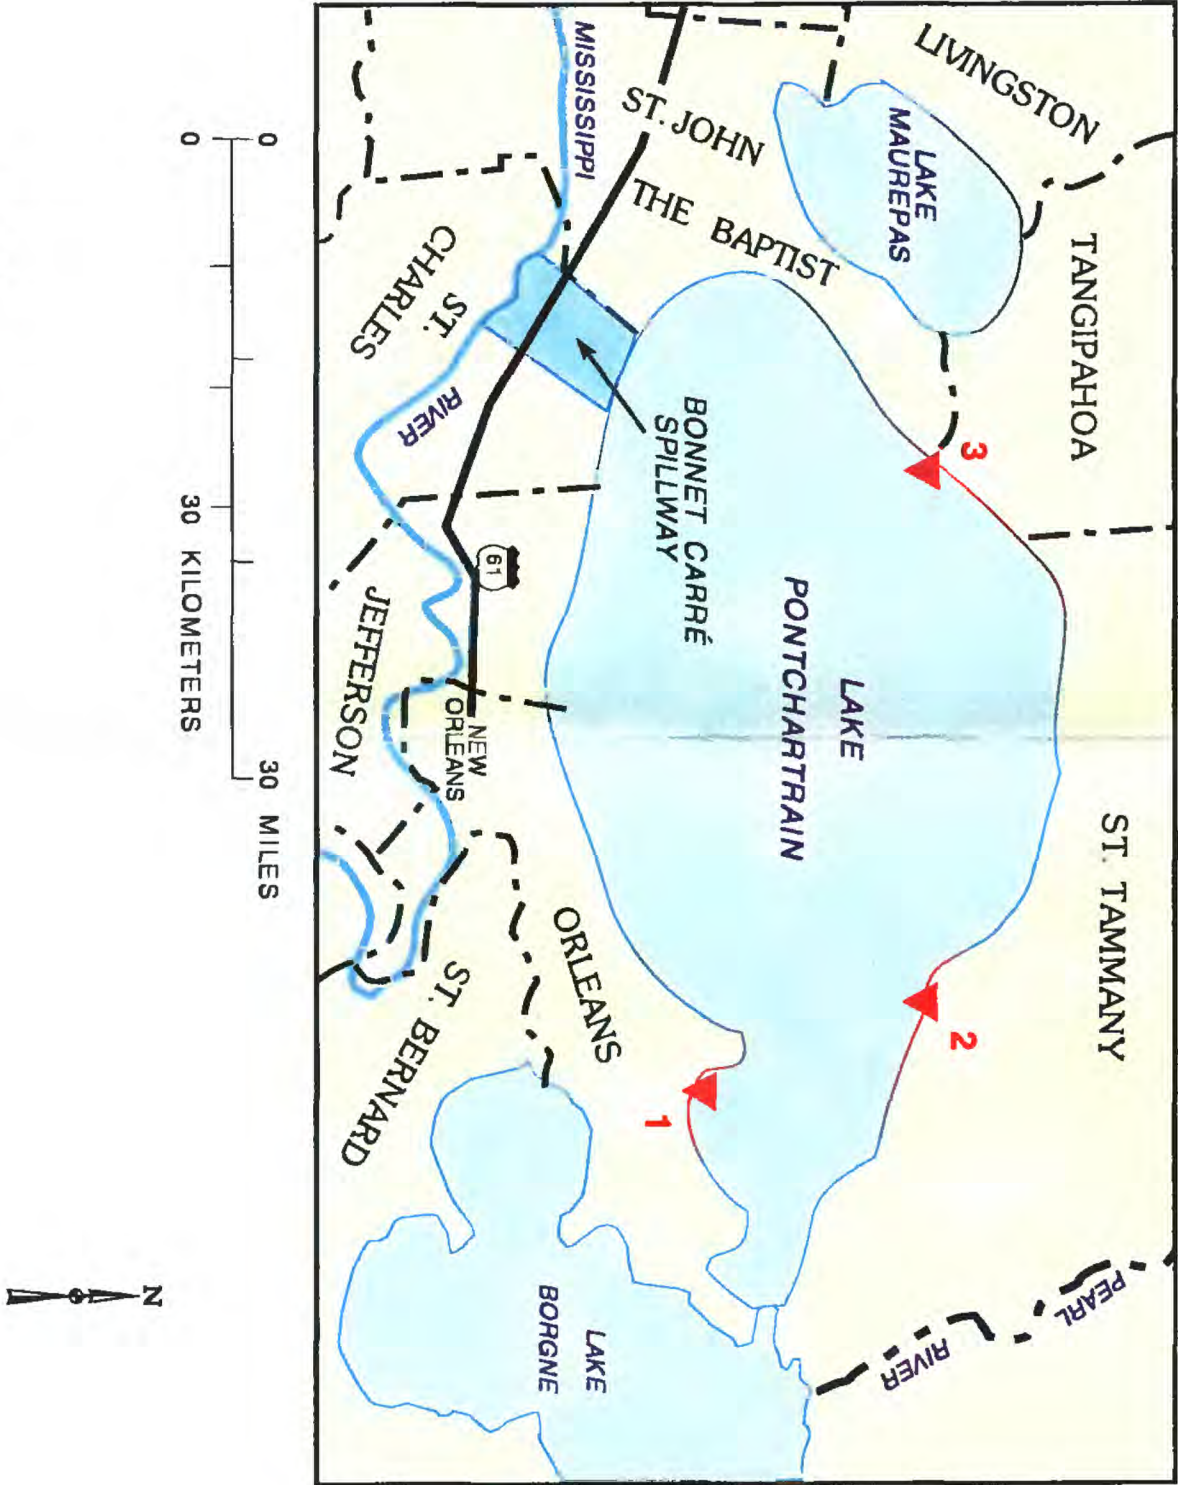 LIVINGSTON
TANGIPAHOA
ST. TAMMANY
PEARL
RIVER
LAKE
MAUREPAS
3
2
ST. JOHN
THE BAPTIST
LAKE
PONTCHARTRAIN
1
MISSISSIPPI
BONNET CARRÉ
SPILLWAY
ORLEANS
LAKE
BORGNE
61
NEW
ORLEANS
ST.
CHARLES
RIVER
JEFFERSON
ST. BERNARD
0
30 MILES
0
30 KILOMETERS
N